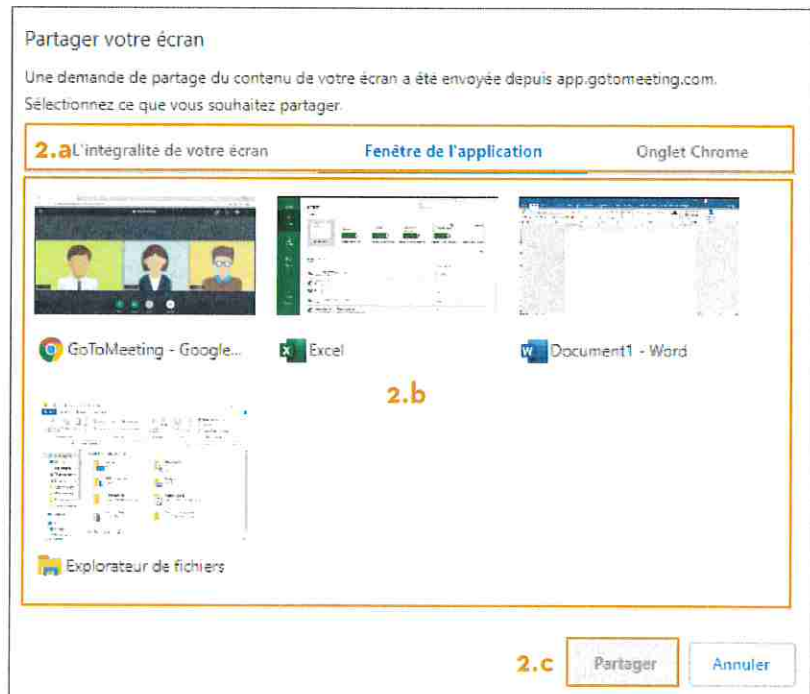 Partager votre écran
Une demande de partage du contenu de votre écran a été envoyée depuis app.gotomeeting.com.
Sélectionnez ce que vous souhaitez partager.
2.a L'intégralité de votre écran Fenêtre de l'application Onglet Chrome
GoToMeeting - Google... Excel Document1 - Word
2.b
Explorateur de fichiers
2.c Partager Annuler